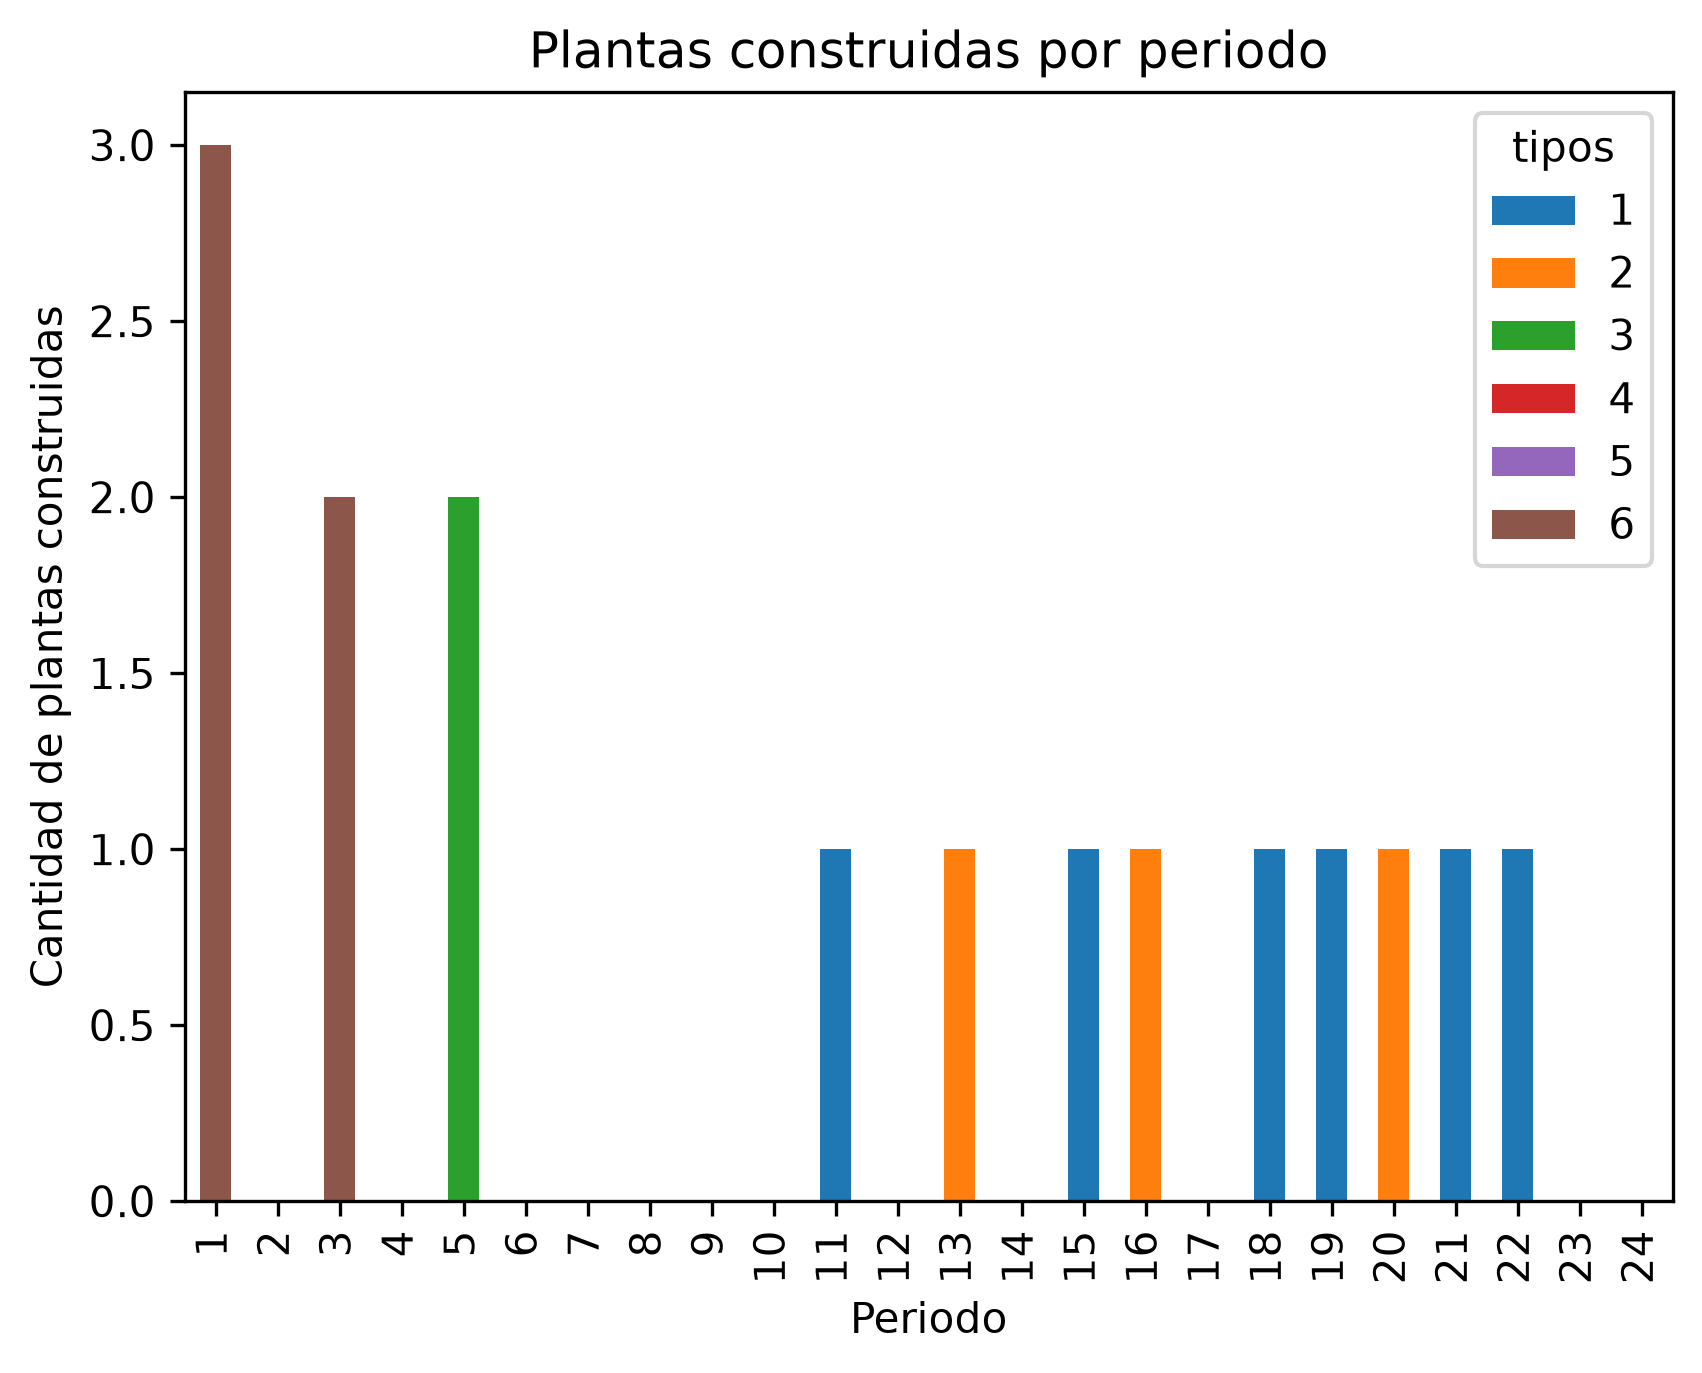 Plantas construidas por periodo
3.0
2.5
2.0
1.5
1.0
0.5
0.0
Cantidad de plantas construidas
tipos
1
2
3
4
5
6
1 2 3 4 5 6 7 8 9 10 11 12 13 14 15 16 17 18 19 20 21 22 23 24
Periodo